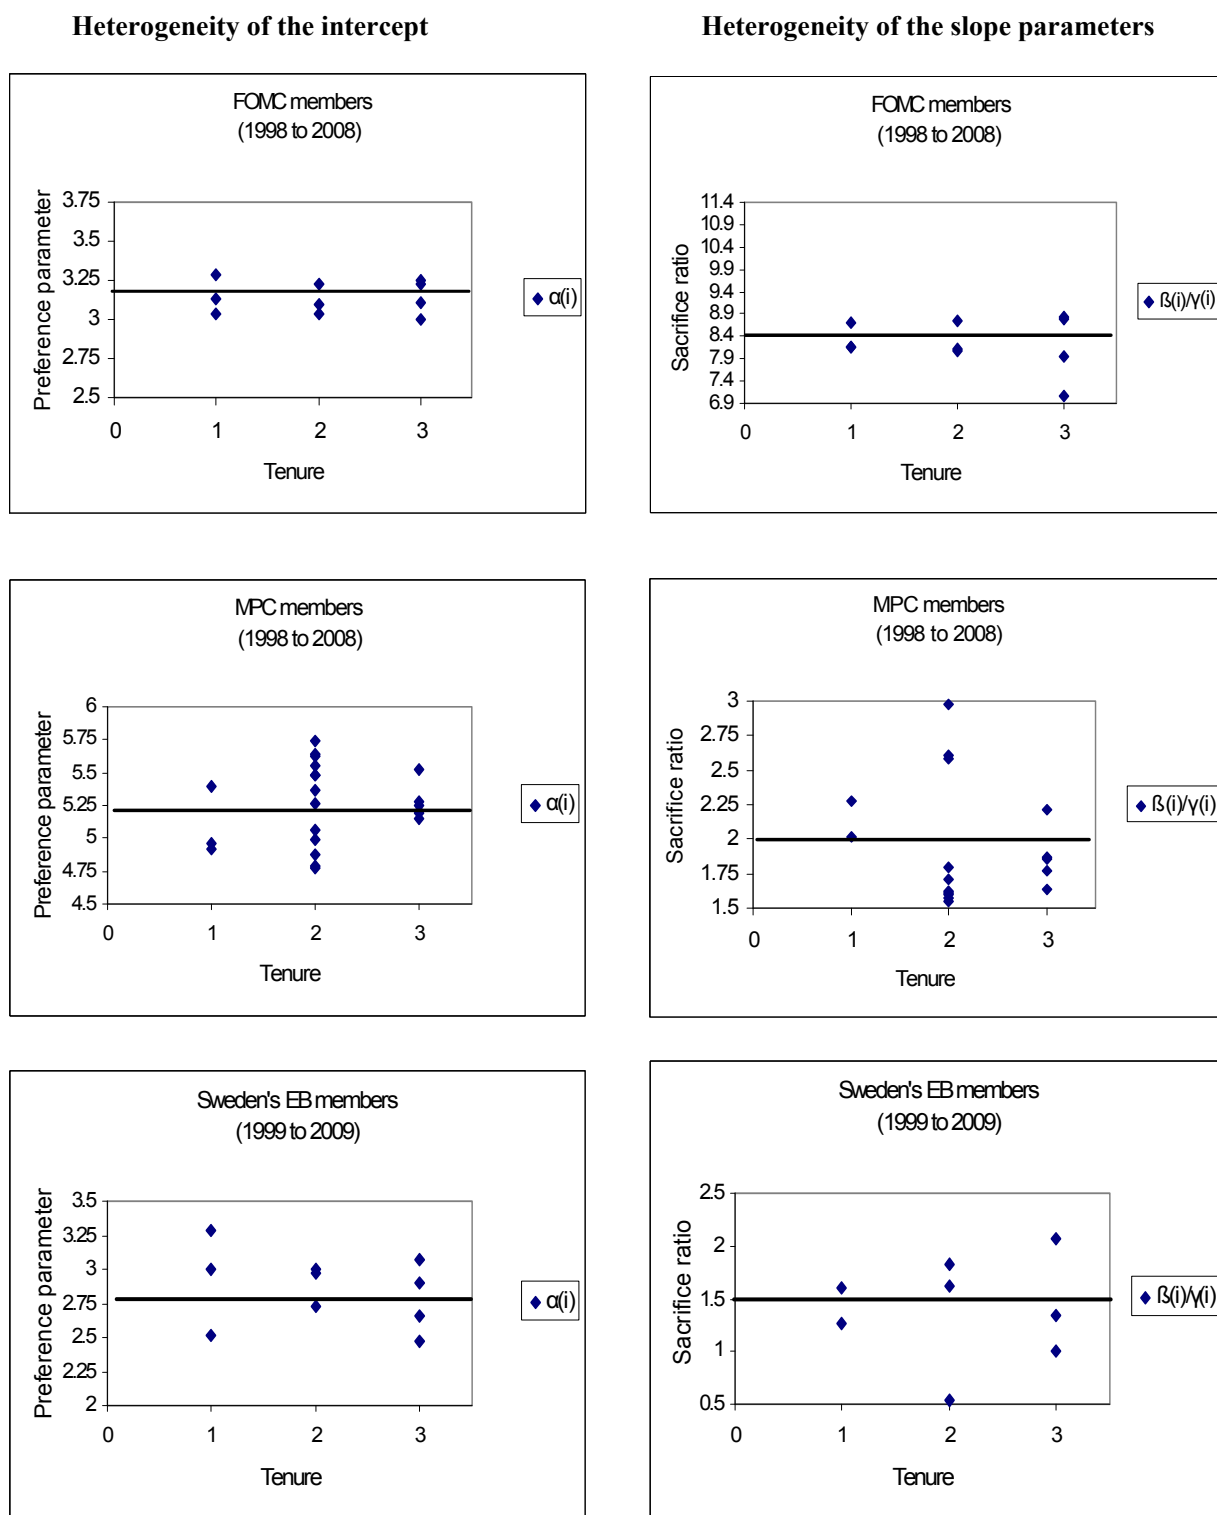 Heterogeneity of the intercept
Heterogeneity of the slope parameters
FOMC members
(1998 to 2008)
Preference parameter
3.75
3.5
3.25
3
2.75
2.5
0 1 2 3
Tenure
α(i)
FOMC members
(1998 to 2008)
Sacrifice ratio
11.4
10.9
10.4
9.9
9.4
8.9
8.4
7.9
7.4
6.9
0 1 2 3
Tenure
ß(i)/γ(i)
MPC members
(1998 to 2008)
Preference parameter
6
5.75
5.5
5.25
5
4.75
4.5
0 1 2 3
Tenure
α(i)
MPC members
(1998 to 2008)
Sacrifice ratio
3
2.75
2.5
2.25
2
1.75
1.5
0 1 2 3
Tenure
ß(i)/γ(i)
Sweden's EB members
(1999 to 2009)
Preference parameter
3.5
3.25
3
2.75
2.5
2.25
2
0 1 2 3
Tenure
α(i)
Sweden's EB members
(1999 to 2009)
Sacrifice ratio
2.5
2
1.5
1
0.5
0 1 2 3
Tenure
ß(i)/γ(i)